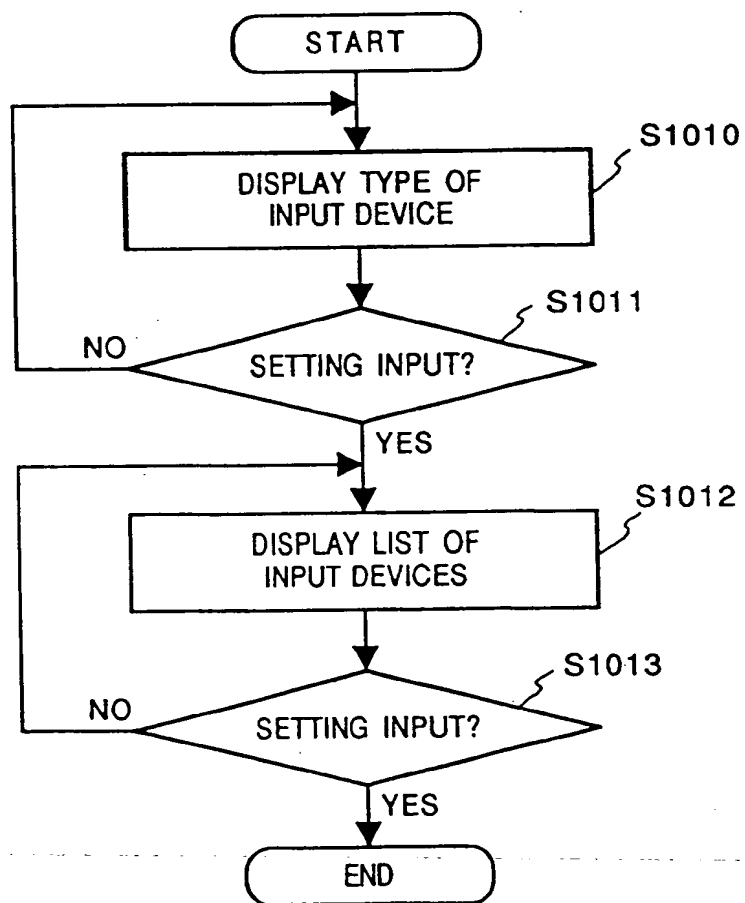 START
S1010
DISPLAY TYPE OF
INPUT DEVICE
S1011
NO
SETTING INPUT?
YES
S1012
DISPLAY LIST OF
INPUT DEVICES
S1013
NO
SETTING INPUT?
YES
END